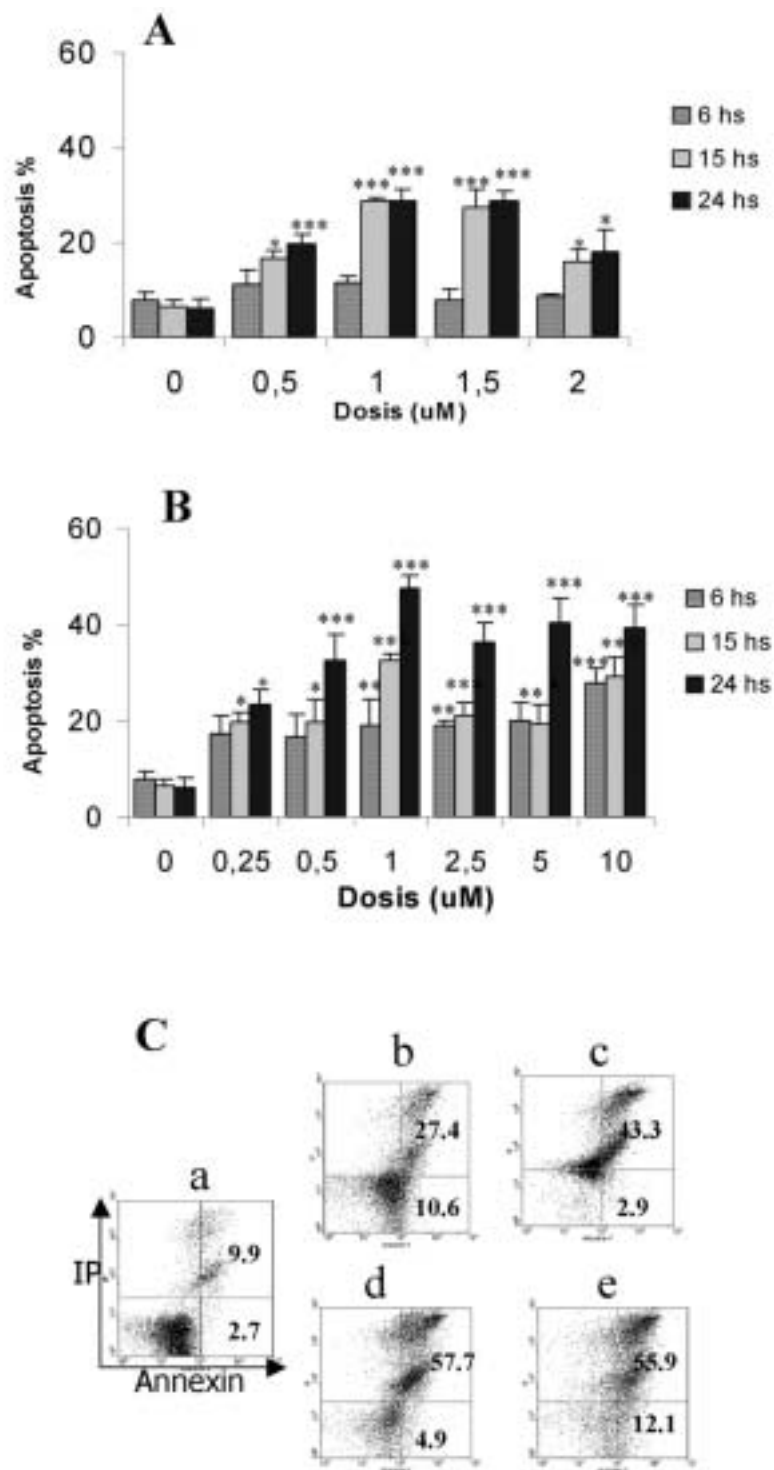 A
60
40
20
0
Apoptosis %
* *** *** *** *** *** * *
0 0,5 1 1,5 2
Dosis (uM)
6 hs
15 hs
24 hs
B
60
40
20
0
Apoptosis %
0 0,25 0,5 1 2,5 5 10
Dosis (uM)
6 hs
15 hs
24 hs
C
b
27.4
10.6
c
43.3
2.9
a
9.9
2.7
IP
Annexin
d
57.7
4.9
e
55.9
12.1